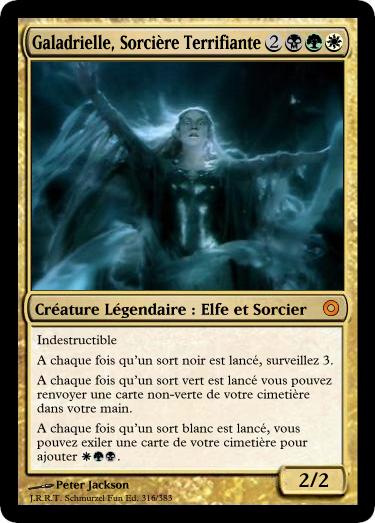 Galadrielle, Sorcière Terrifiante 2
Créature Légendaire : Elfe et Sorcier
Indestructible
A chaque fois qu'un sort noir est lancé, surveillez 3.
A chaque fois qu'un sort vert est lancé vous pouvez
renvoyer une carte non-verte de votre cimetière
dans votre main.
A chaque fois qu'un sort blanc est lancé, vous
pouvez exiler une carte de votre cimetière pour
ajouter .
Peter Jackson
2/2
J.R.R.T. Schmurzel Fun Ed. 316/383